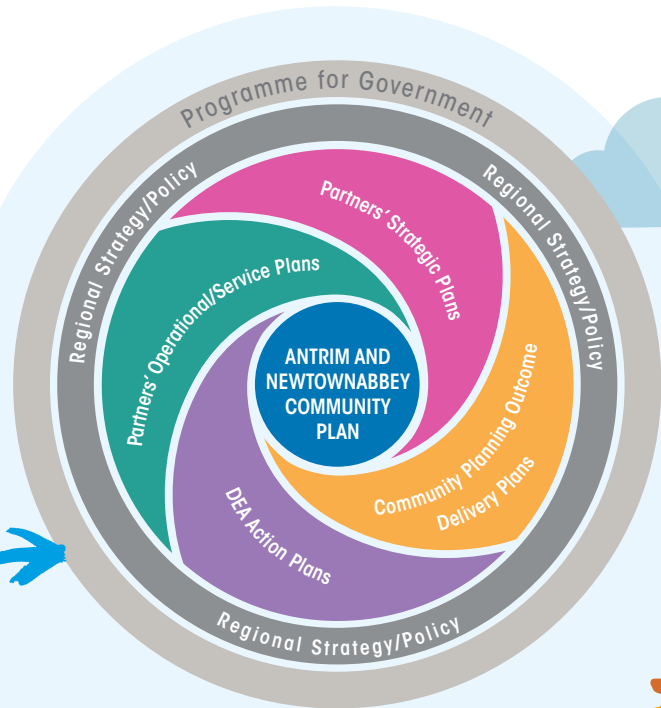 Programme for Government
Regional Strategy/Policy
Regional Strategy/Policy
Partners' Strategic Plans
Partners' Operational/Service Plans
ANTRIM AND
NEWTOWNABBEY
COMMUNITY
PLAN
Community Planning Outcome
Delivery Plans
DEA Action Plans
Regional Strategy/Policy